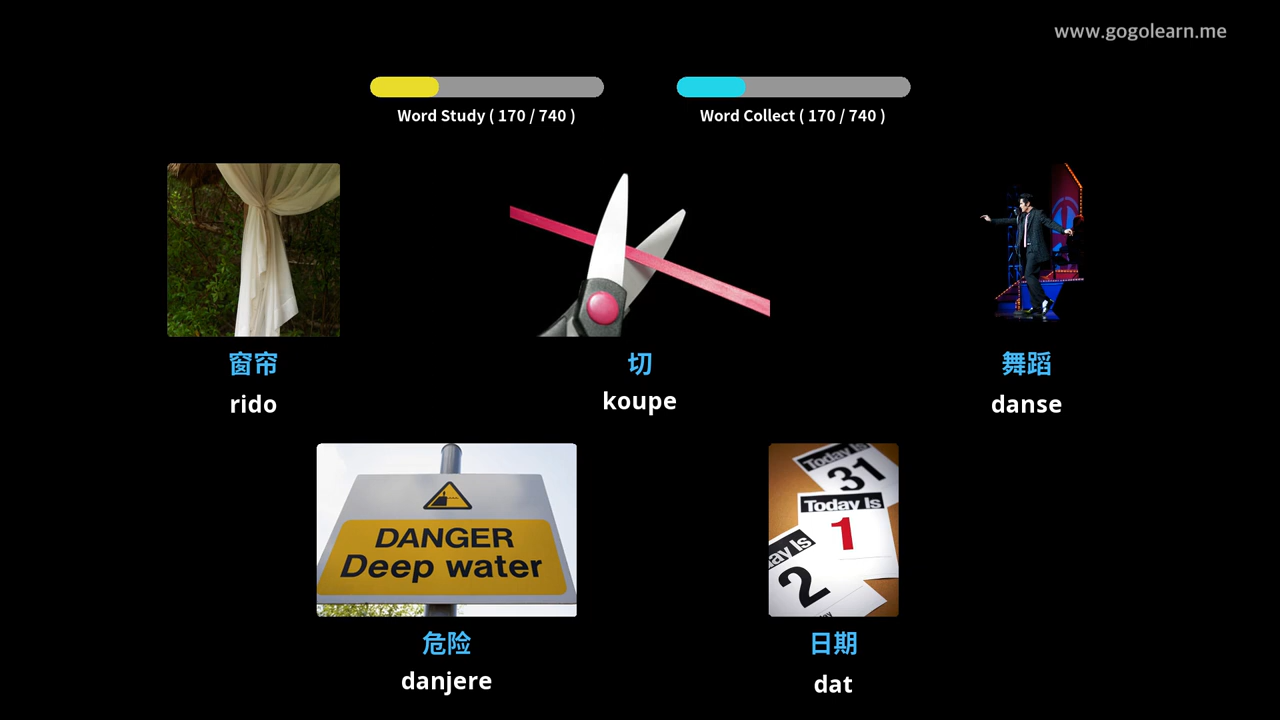 www.gogolearn.me
Word Study ( 170 / 740 )
Word Collect ( 170 / 740 )
窗帘
rido
切
koupe
舞蹈
danse
DANGER
Deep water
危险
danjere
Today Is
31
Today Is
1
ay Is
2
日期
dat